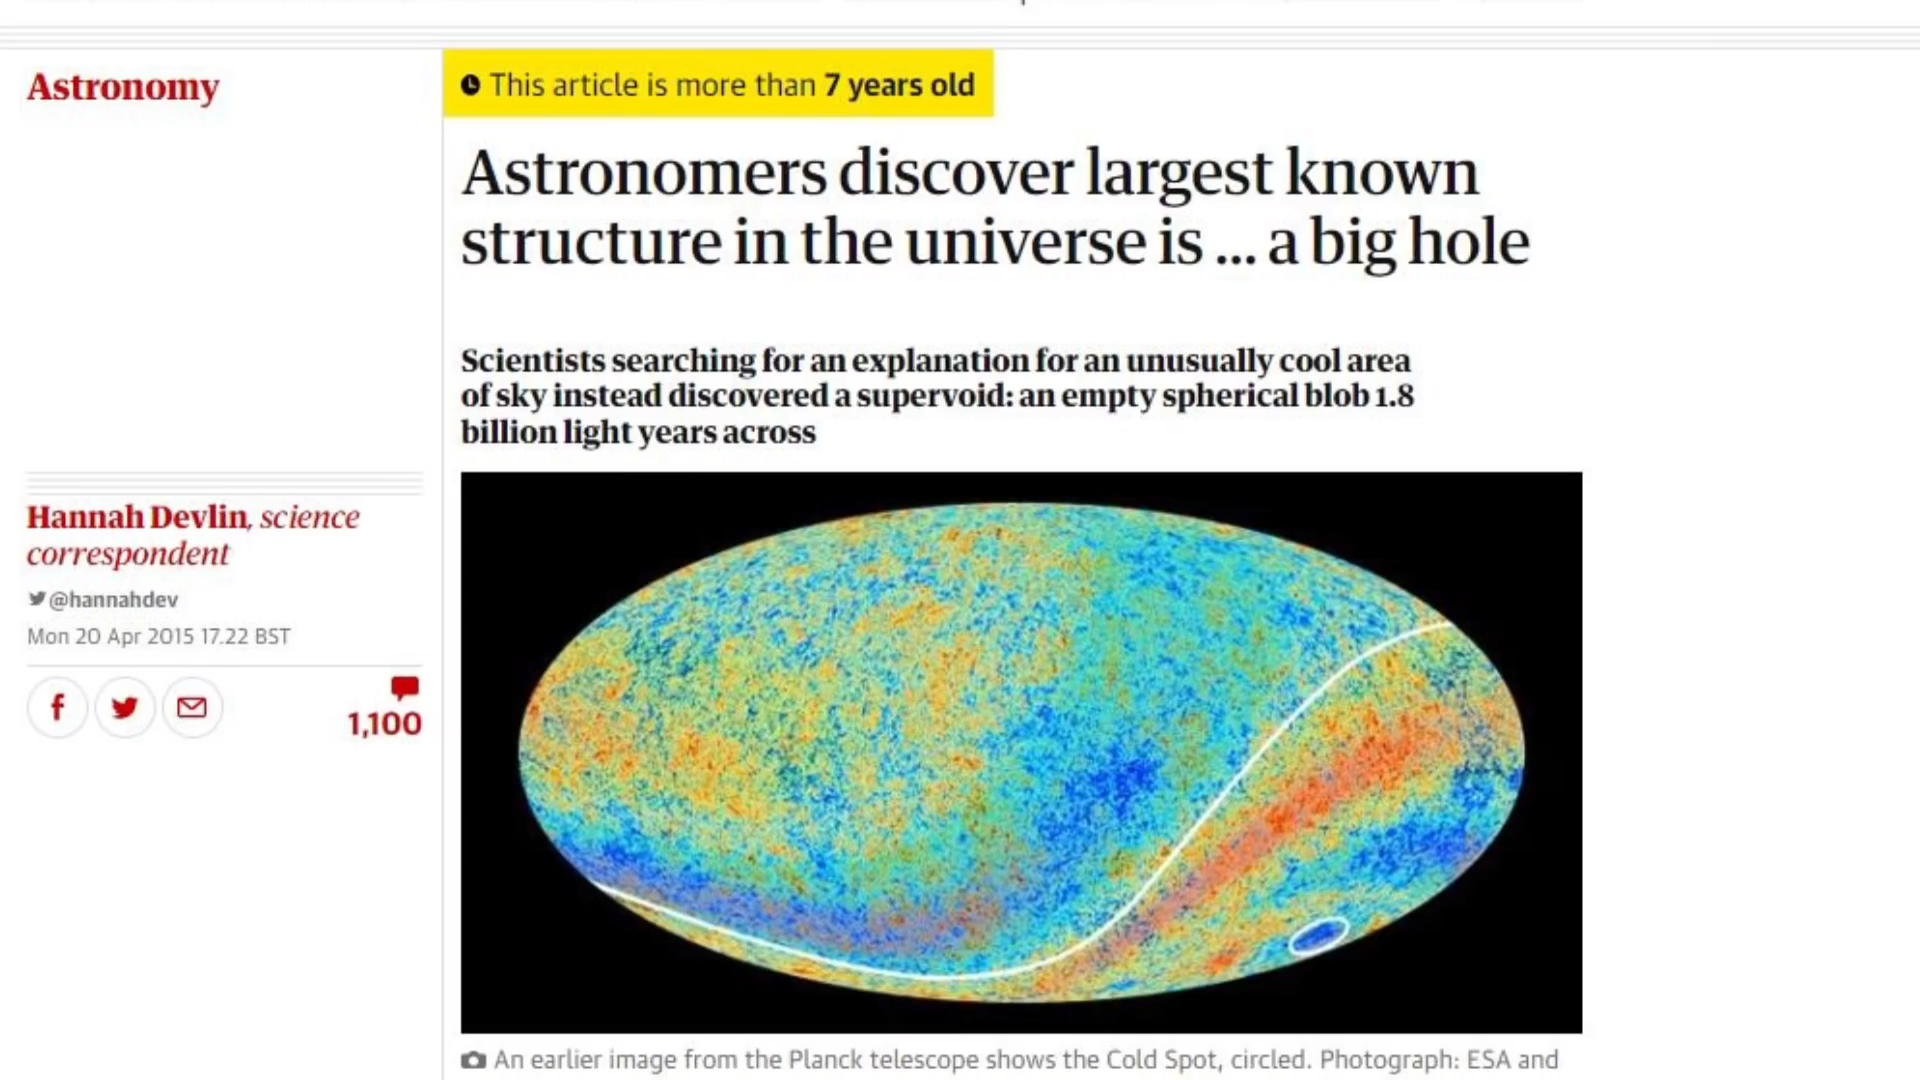 Astronomy
This article is more than 7 years old
Astronomers discover largest known
structure in the universe is ... a big hole
Scientists searching for an explanation for an unusually cool area
of sky instead discovered a supervoid: an empty spherical blob 1.8
billion light years across
Hannah Devlin, science
correspondent
@hannahdev
Mon 20 Apr 2015 17.22 BST
1,100
An earlier image from the Planck telescope shows the Cold Spot, circled. Photograph: ESA and